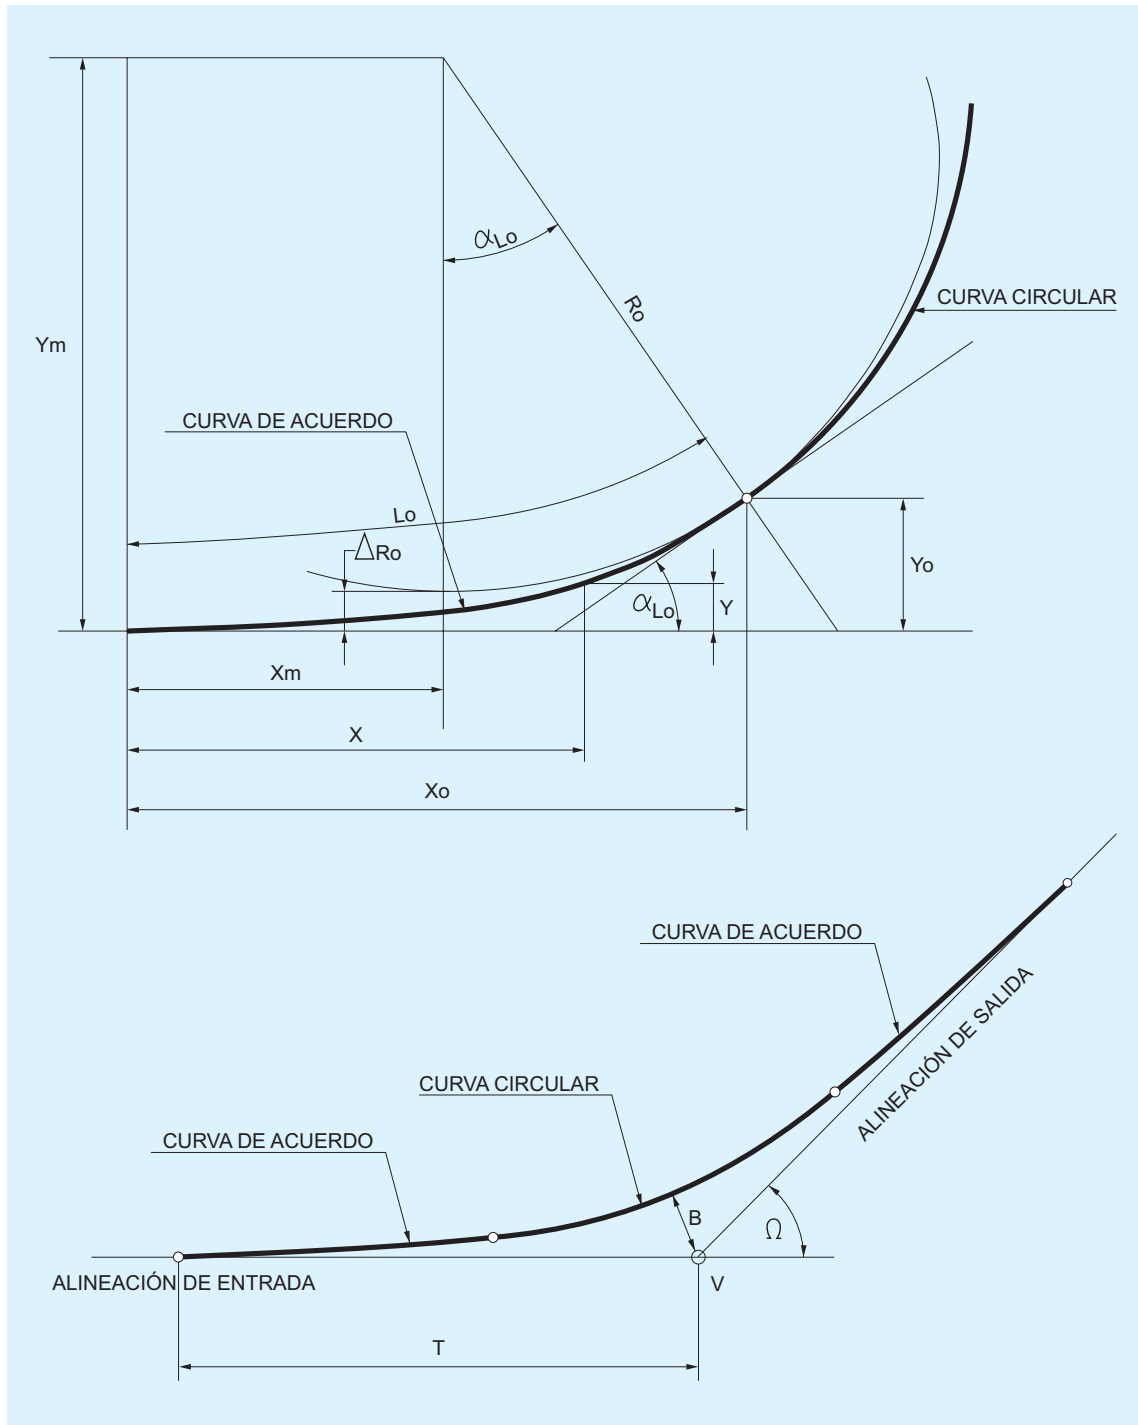 αLo
Ro
CURVA CIRCULAR
Ym
CURVA DE ACUERDO
Lo
ΔRo
Yo
αLo
Y
Xm
X
Xo
CURVA DE ACUERDO
ALINEACIÓN DE SALIDA
CURVA CIRCULAR
CURVA DE ACUERDO
B
Ω
ALINEACIÓN DE ENTRADA
V
T